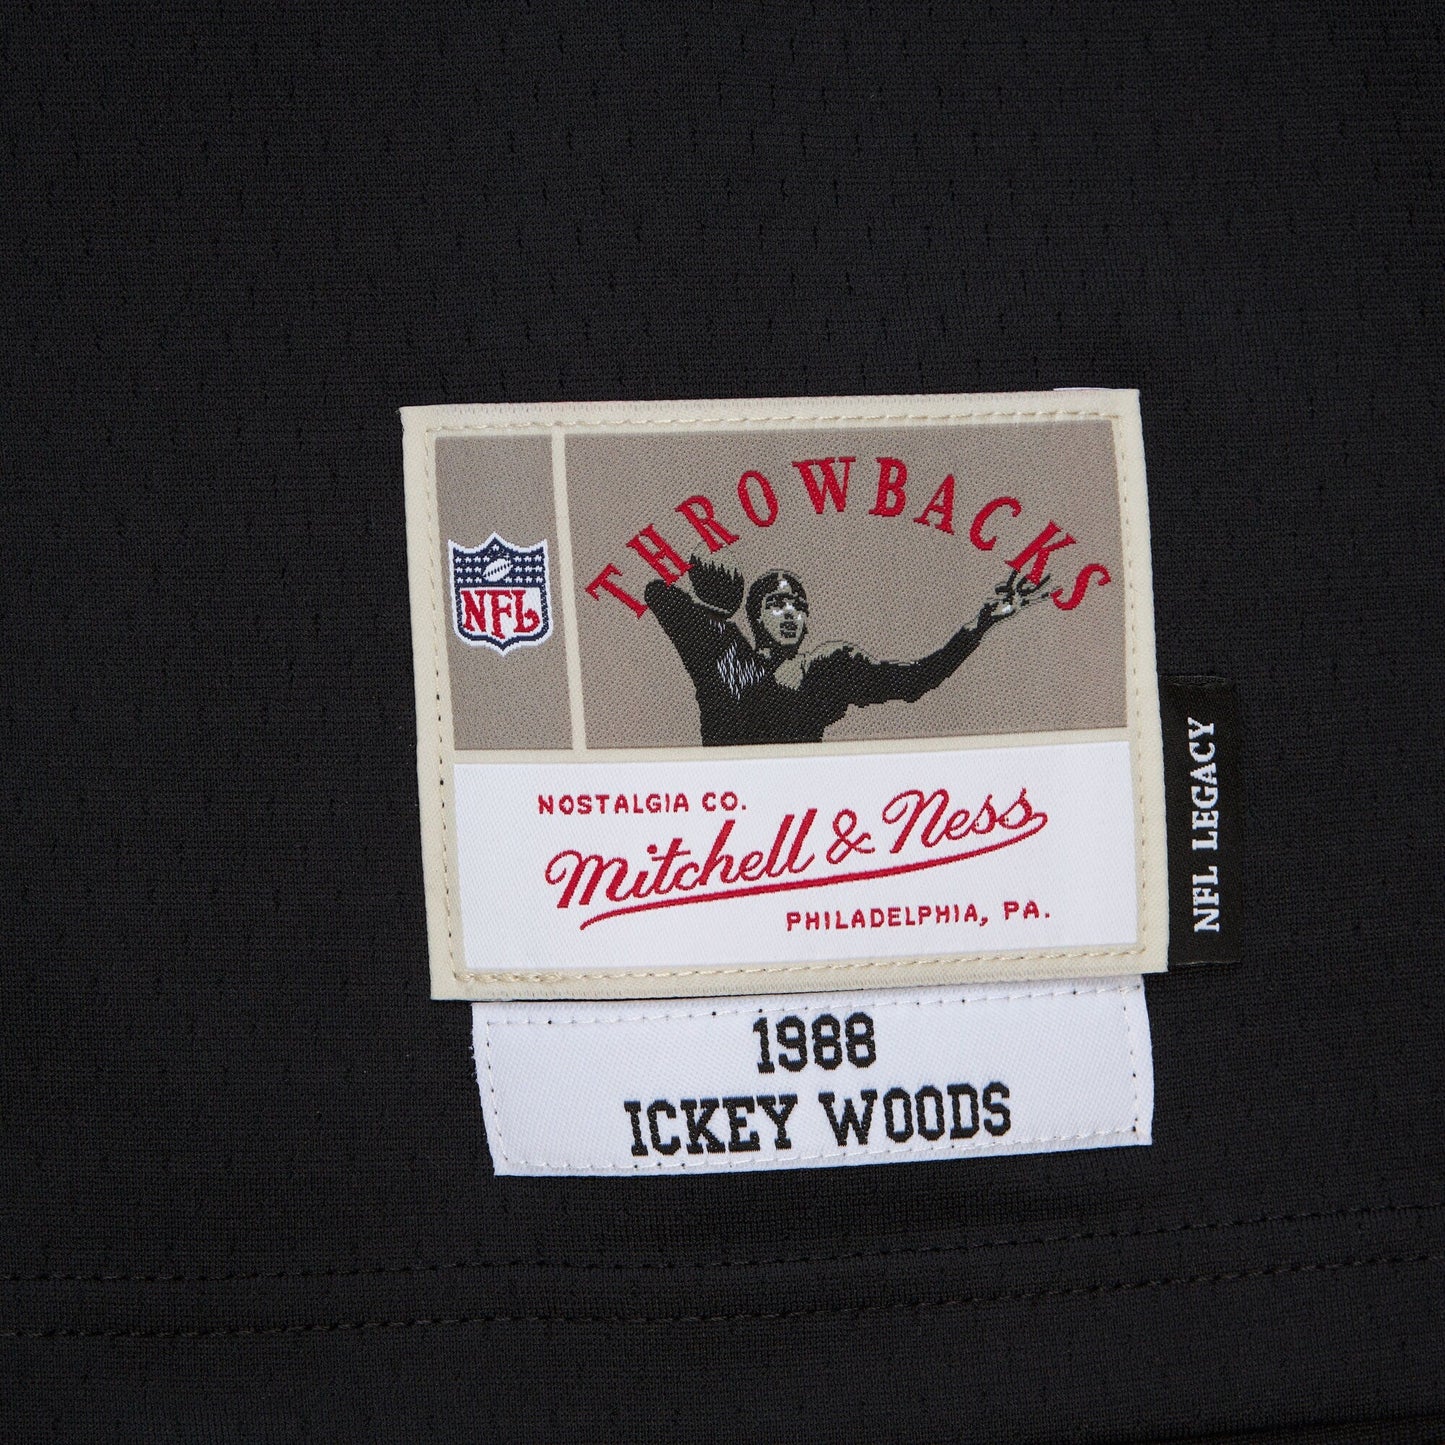 THROWBACKS
NFL
NOSTALGIA CO.
Mitchell & Ness
PHILADELPHIA, PA.
NFL LEGACY
1988
ICKEY WOODS